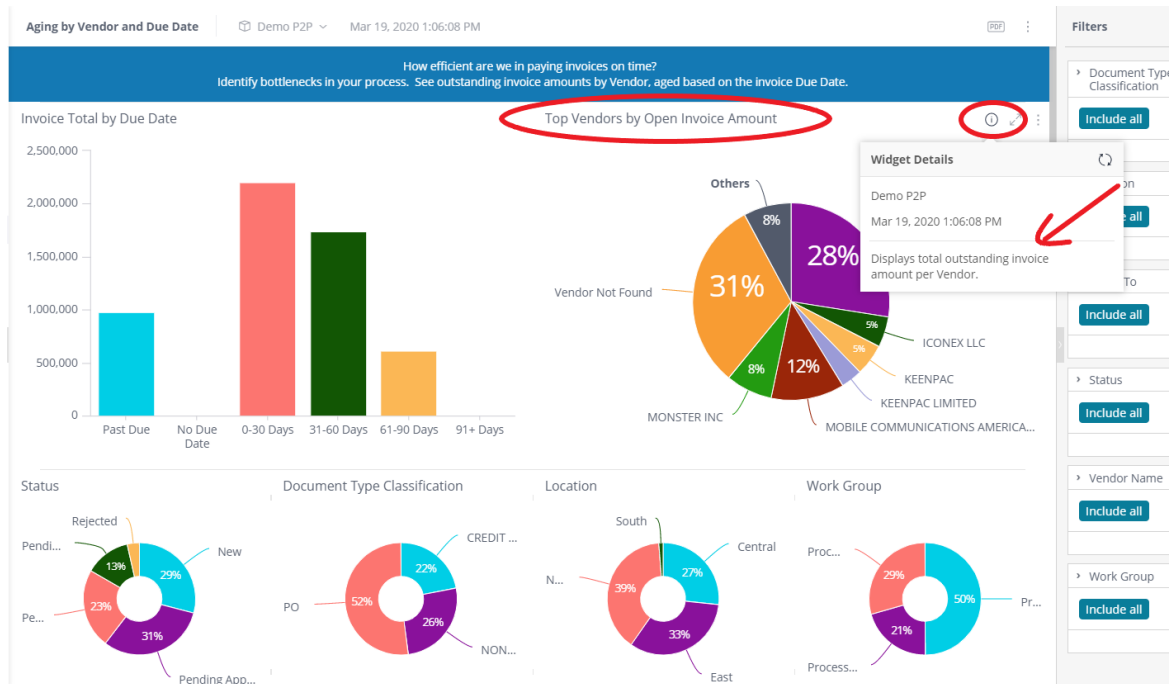 Aging by Vendor and Due Date
Demo P2P
Mar 19, 2020 1:06:08 PM
PDF
Filters
How efficient are we in paying invoices on time?
Identify bottlenecks in your process. See outstanding invoice amounts by Vendor, aged based on the invoice Due Date.
Invoice Total by Due Date
2,500,000
2,000,000
1,500,000
1,000,000
500,000
0
Past Due
No Due
Date
0-30 Days
31-60 Days
61-90 Days
91+ Days
Top Vendors by Open Invoice Amount
Others
8%
28%
5%
ICONEX LLC
5%
KEENPAC
KEENPAC LIMITED
12%
MOBILE COMMUNICATIONS AMERICA...
8%
MONSTER INC
31%
Vendor Not Found
Widget Details
Demo P2P
Mar 19, 2020 1:06:08 PM
Displays total outstanding invoice
amount per Vendor.
Status
Rejected
Pendi...
New
13%
29%
23%
Pe...
31%
Pending App...
Document Type Classification
CREDIT ...
22%
PO
52%
26%
NON...
Location
South
Central
27%
N...
39%
33%
East
Work Group
Proc...
29%
50%
Pr...
21%
Process...
Document Type
Classification
Include all
on
all
To
Include all
Status
Include all
Vendor Name
Include all
Work Group
Include all